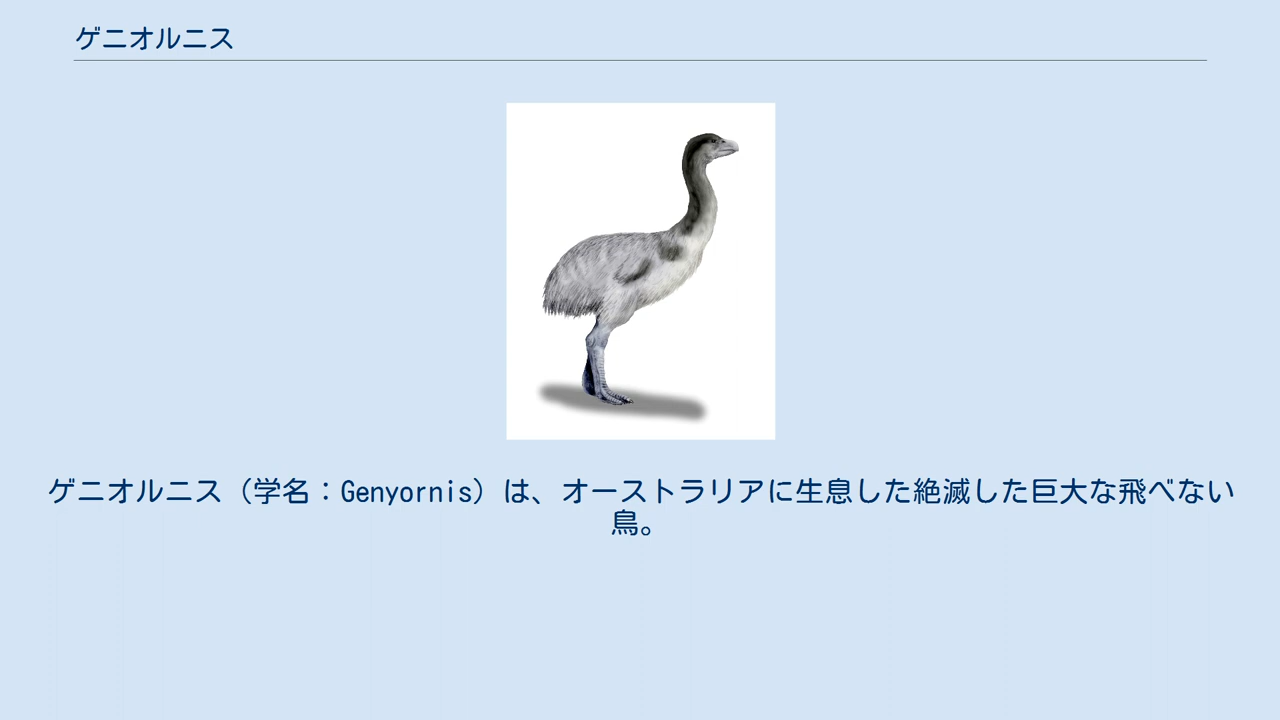 ゲニオルニス
ゲニオルニス（学名：Genyornis）は、オーストラリアに生息した絶滅した巨大な飛べない
鳥。